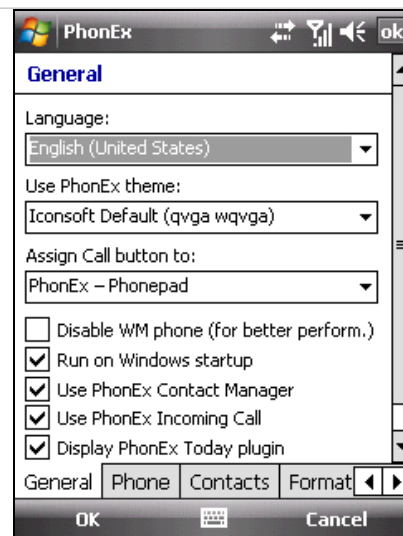 PhonEx ok
General
Language:
English (United States)
Use PhonEx theme:
Iconsoft Default (qvga wqvga)
Assign Call button to:
PhonEx – Phonepad
Disable WM phone (for better perform.)
Run on Windows startup
Use PhonEx Contact Manager
Use PhonEx Incoming Call
Display PhonEx Today plugin
General Phone Contacts Format
OK Cancel